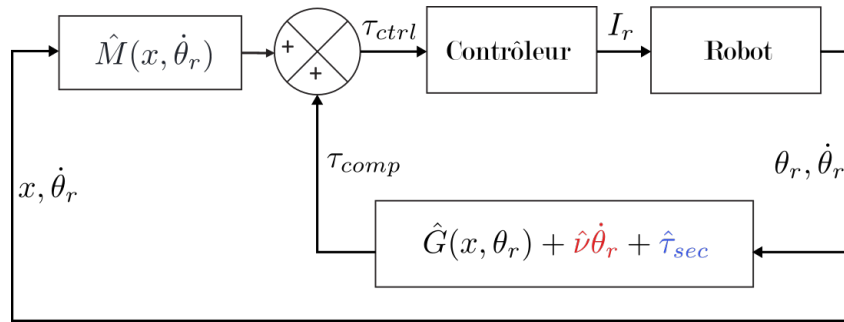 M̂(x, θ̇_r)
+
+
τ_ctrl
Contrôleur
I_r
Robot
x, θ̇_r
τ_comp
θ_r, θ̇_r
Ĝ(x, θ_r) + ν̂θ̇_r + τ̂_sec